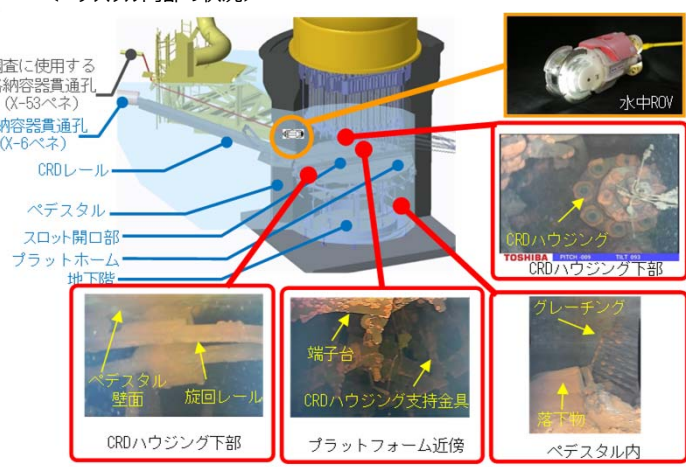 調査に使用する
格納容器貫通孔
(X-53ペネ)
格納容器貫通孔
(X-6ペネ)
CRDレール
ペデスタル
スロット開口部
プラットホーム
地下階
水中ROV
CRDハウジング
TOSHIBA PITCH 009 TILT 093
CRDハウジング下部
ペデスタル
壁面
旋回レール
CRDハウジング下部
端子台
CRDハウジング支持金具
プラットフォーム近傍
グレーチング
落下物
ペデスタル内